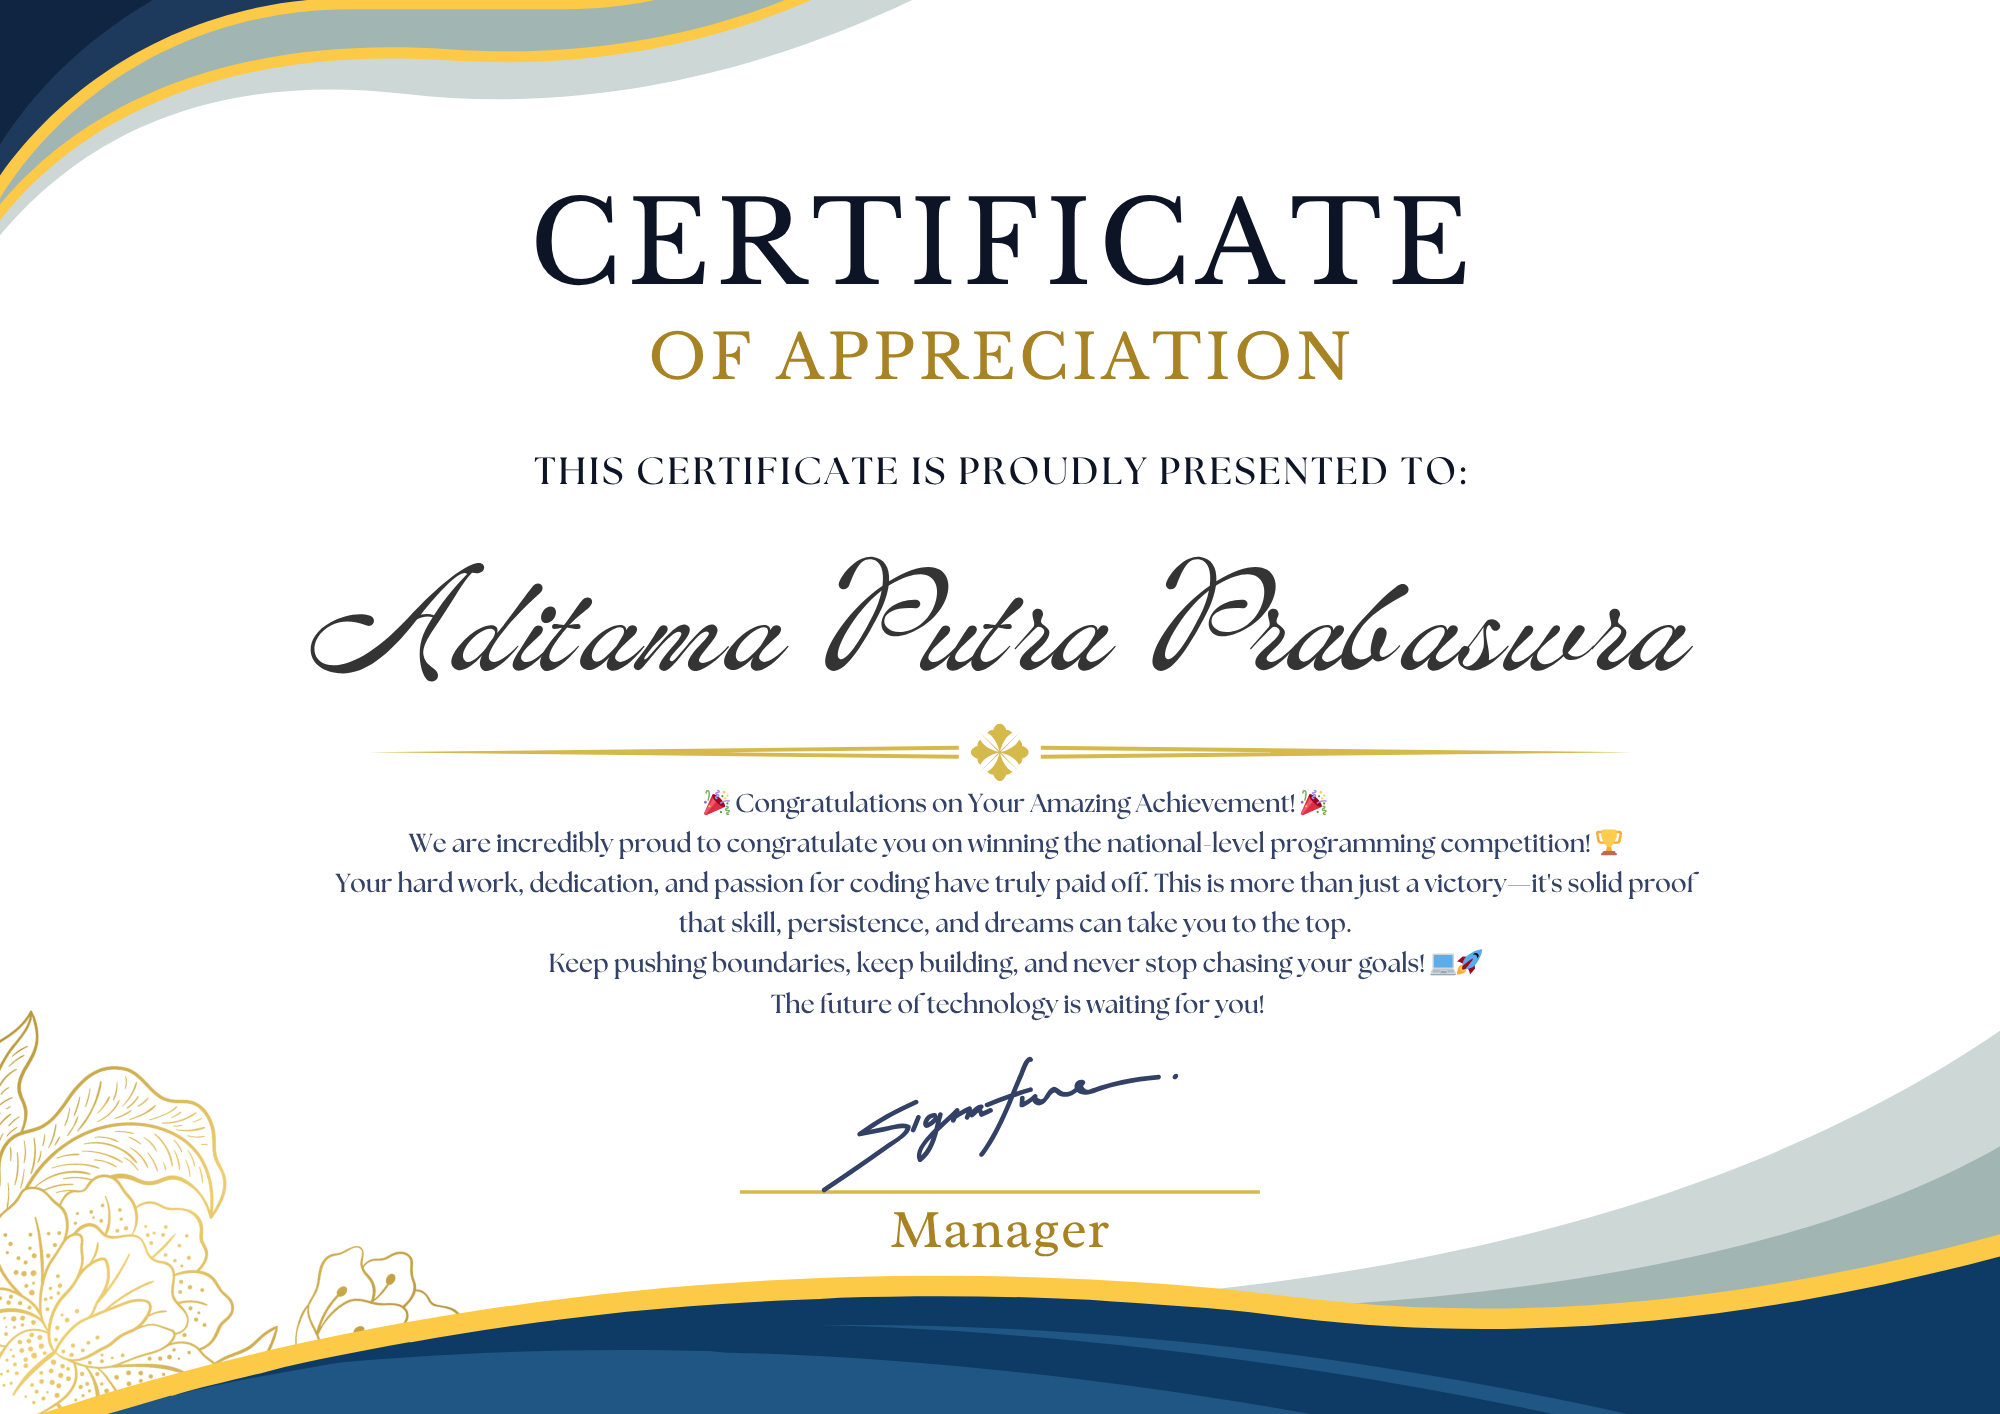 CERTIFICATE
OF APPRECIATION
THIS CERTIFICATE IS PROUDLY PRESENTED TO:
Aditama Putra Prabaswra
🎉 Congratulations on Your Amazing Achievement! 🎉
We are incredibly proud to congratulate you on winning the national-level programming competition! 🏆
Your hard work, dedication, and passion for coding have truly paid off. This is more than just a victory—it's solid proof
that skill, persistence, and dreams can take you to the top.
Keep pushing boundaries, keep building, and never stop chasing your goals! 💻🚀
The future of technology is waiting for you!
Signature
Manager